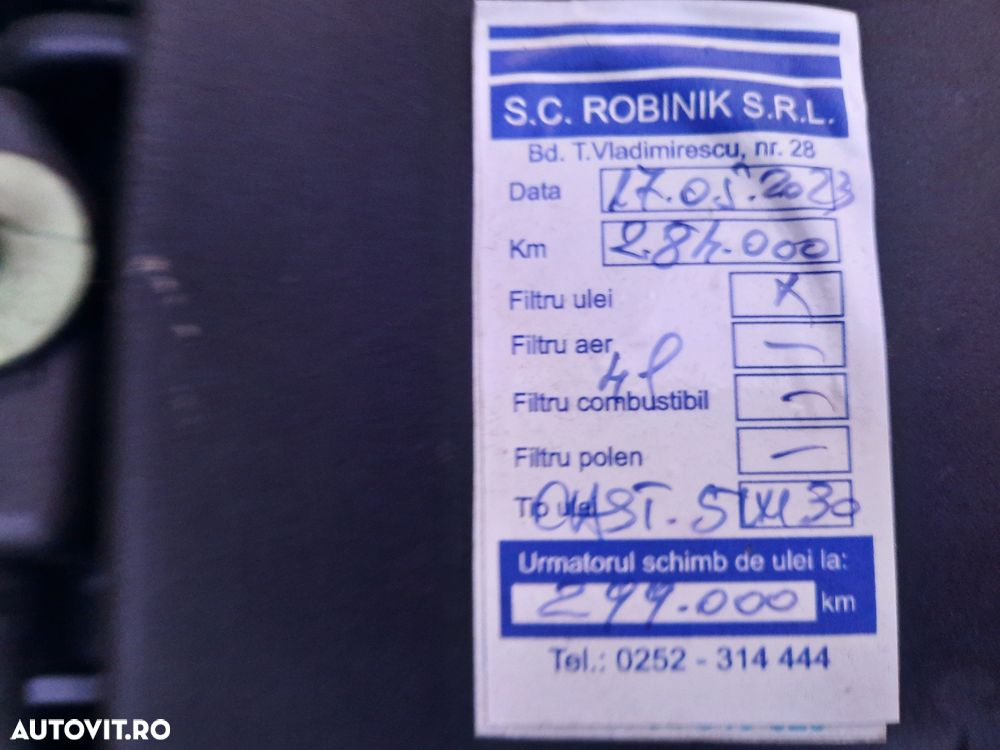 S.C. ROBINIK S.R.L.
Bd. T.Vladimirescu, nr. 28
Data 17.05.2023
Km 284.000
Filtru ulei X
Filtru aer —
4l
Filtru combustibil —
Filtru polen —
Tip ulei CAST. 5W30
Urmatorul schimb de ulei la:
299.000 km
Tel.: 0252 - 314 444
AUTOVIT.RO